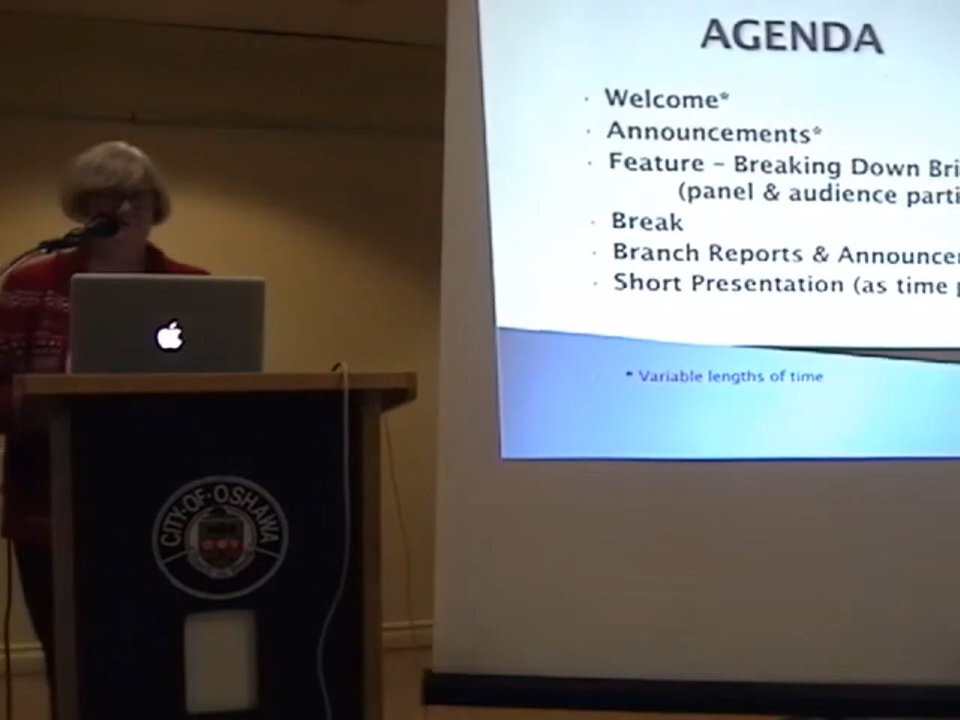 AGENDA
· Welcome*
· Announcements*
· Feature – Breaking Down Bri
(panel & audience parti
· Break
· Branch Reports & Announce
· Short Presentation (as time
* Variable lengths of time
CITY·OF·OSHAWA